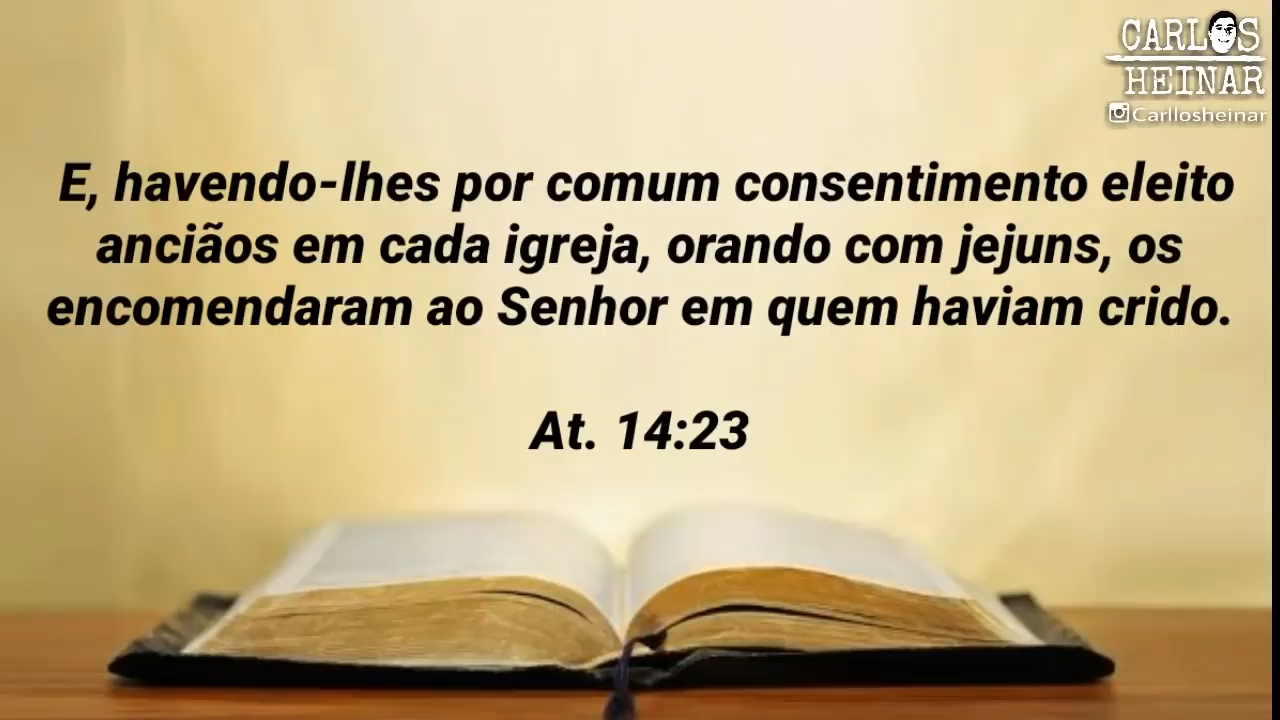 CARLOS
HEINAR
Carllosheinar
E, havendo-lhes por comum consentimento eleito
anciãos em cada igreja, orando com jejuns, os
encomendaram ao Senhor em quem haviam crido.
At. 14:23